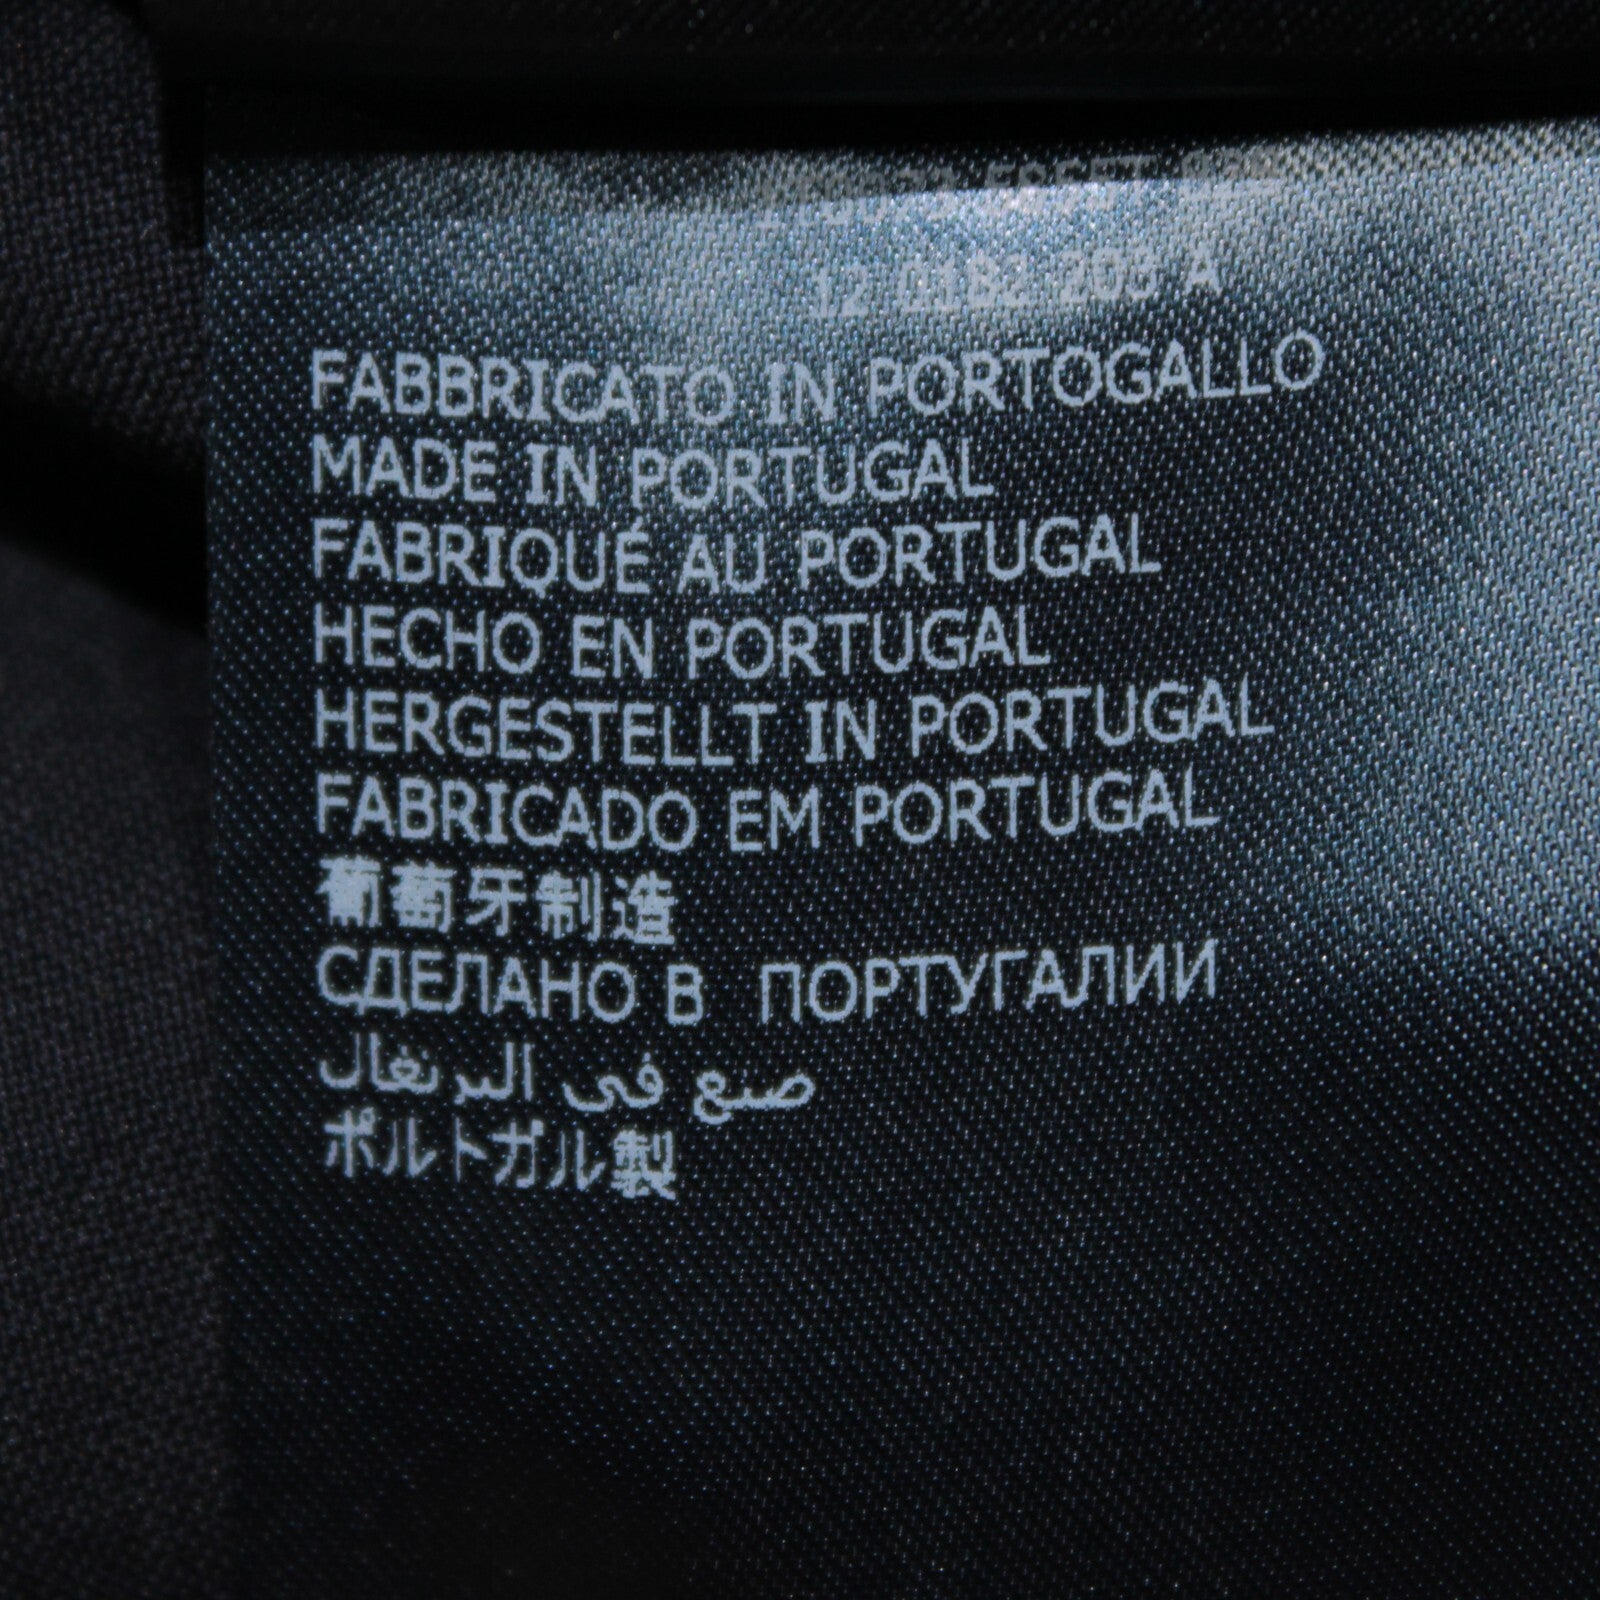 FABBRICATO IN PORTOGALLO
MADE IN PORTUGAL
FABRIQUÉ AU PORTUGAL
HECHO EN PORTUGAL
HERGESTELLT IN PORTUGAL
FABRICADO EM PORTUGAL
葡萄牙制造
СДЕЛАНО В ПОРТУГАЛИИ
صنع فى البرتغال
ポルトガル製